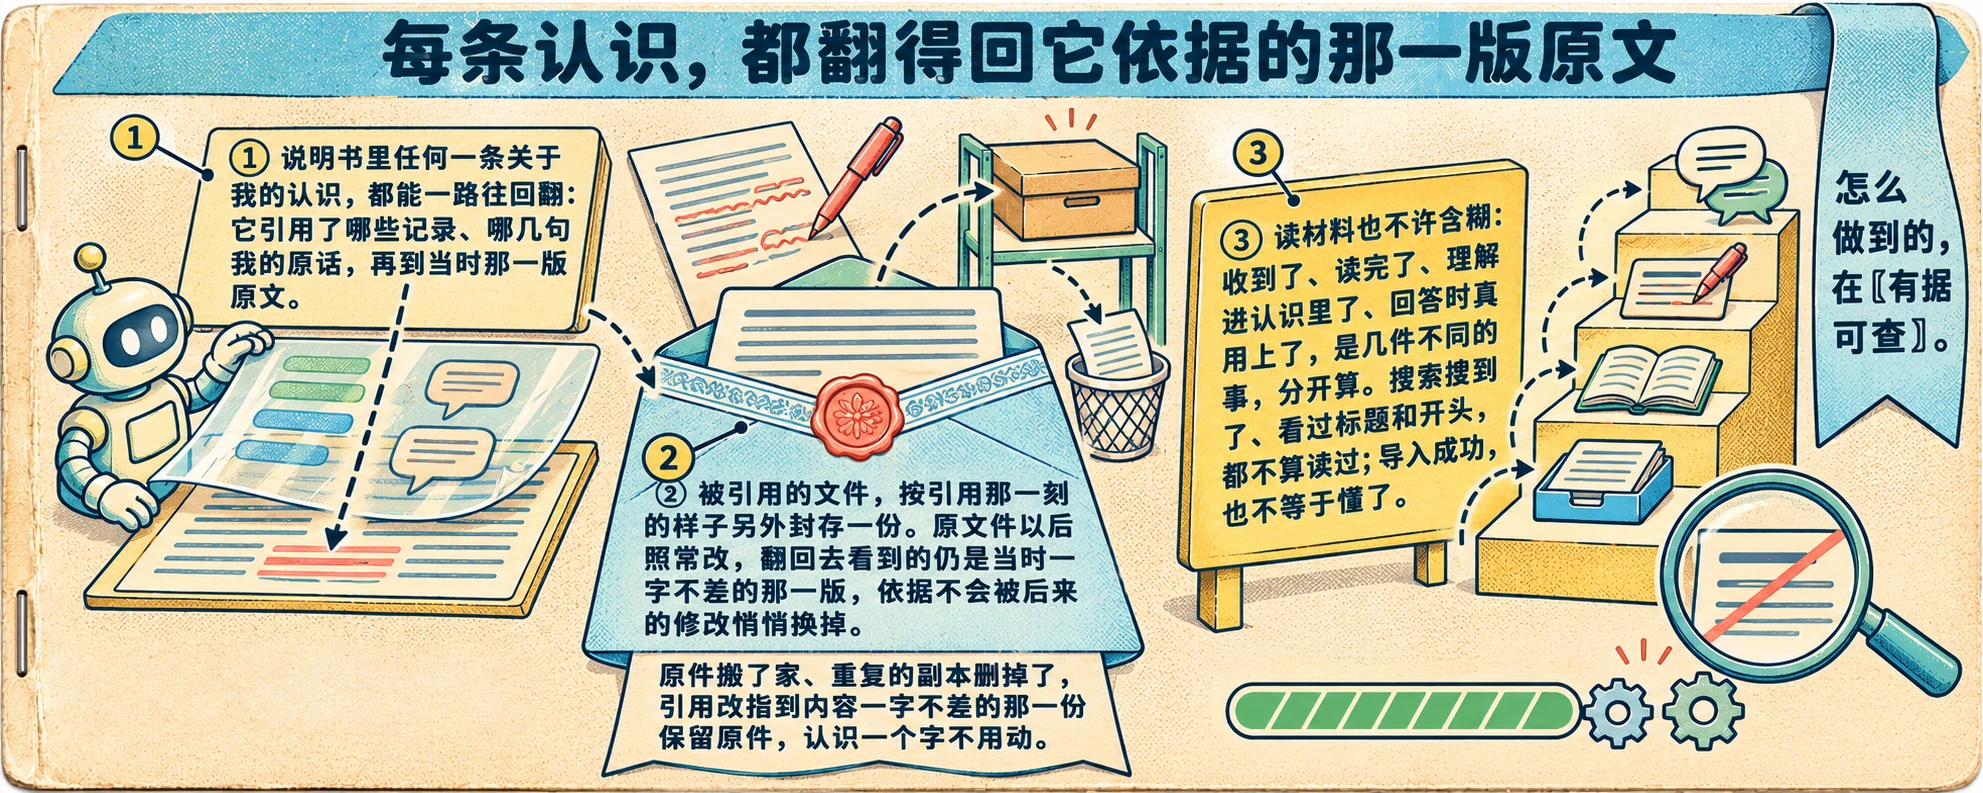 每条认识，都翻得回它依据的那一版原文
1
① 说明书里任何一条关于
我的认识，都能一路往回翻：
它引用了哪些记录、哪几句
我的原话，再到当时那一版
原文。
2
② 被引用的文件，按引用那一刻
的样子另外封存一份。原文件以后
照常改，翻回去看到的仍是当时一
字不差的那一版，依据不会被后来
的修改悄悄换掉。
原件搬了家、重复的副本删掉了，
引用改指到内容一字不差的那一份
保留原件，认识一个字不用动。
3
③ 读材料也不许含糊：
收到了、读完了、理解
进认识里了、回答时真
用上了，是几件不同的
事，分开算。搜索搜到
了、看过标题和开头，
都不算读过；导入成功，
也不等于懂了。
怎么
做到的，
在〖有据
可查〗。